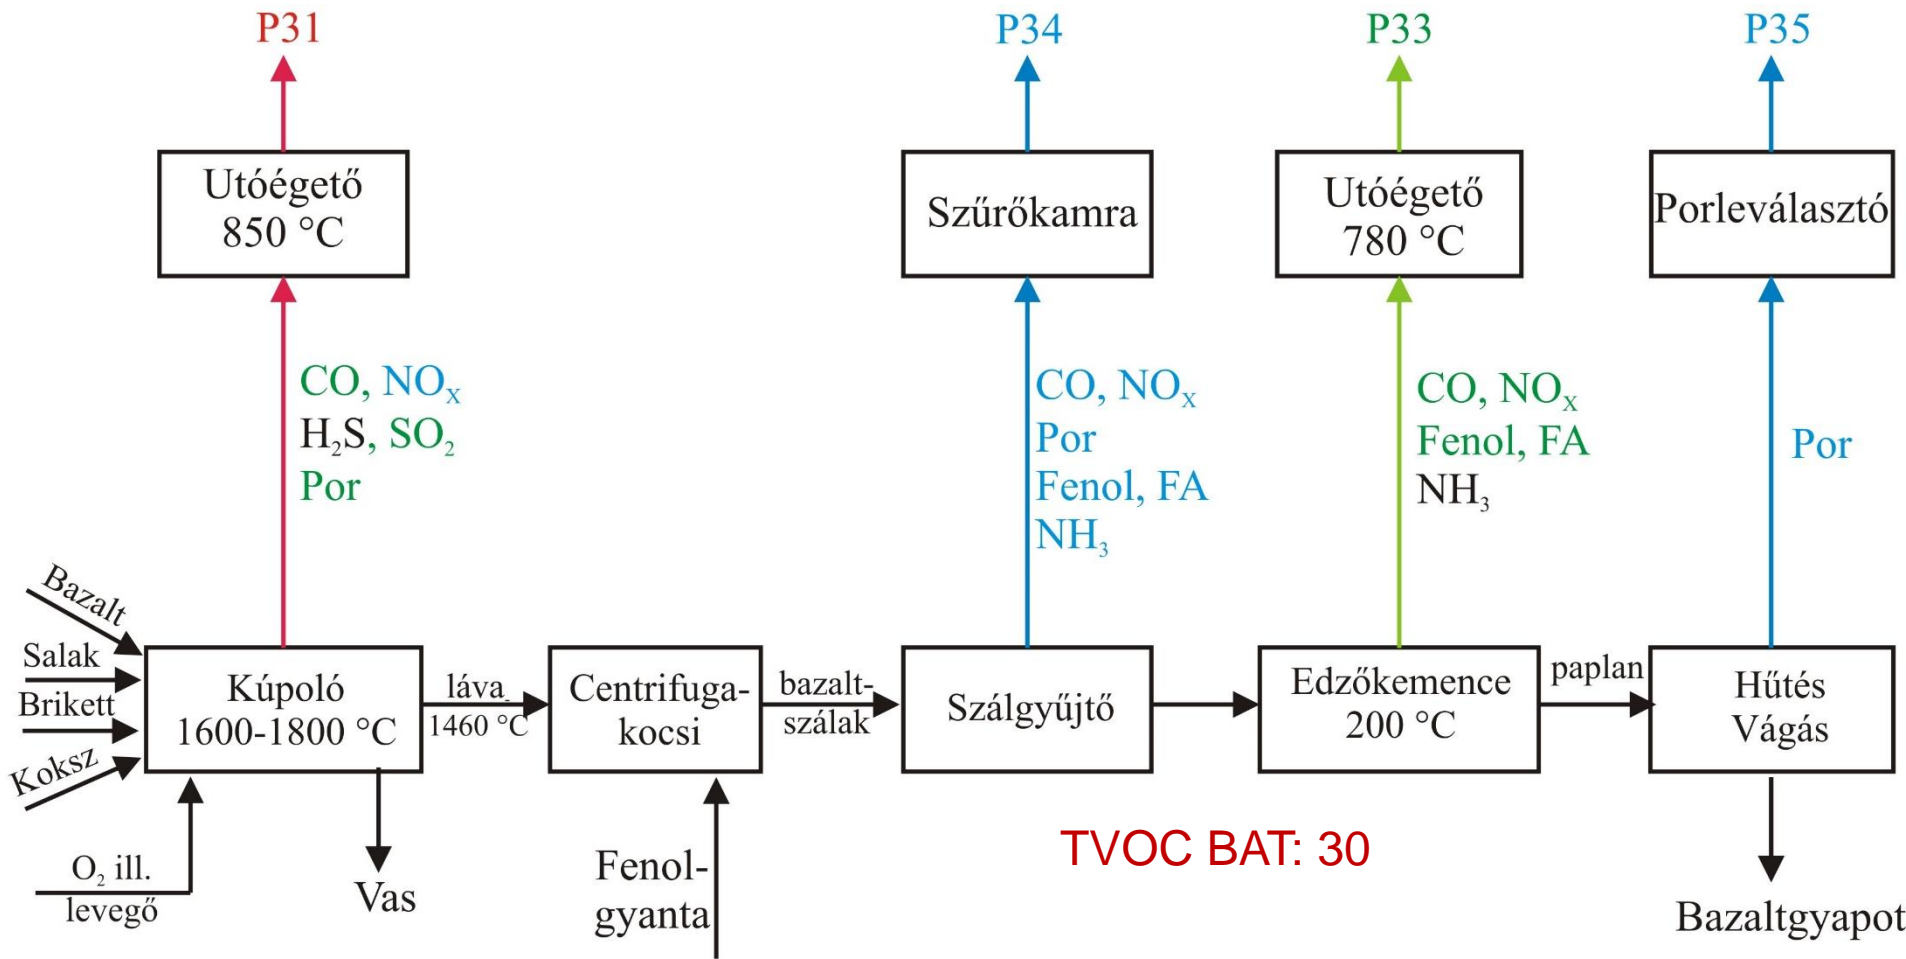 P31
P34
P33
P35
Utóégető
850 °C
Szűrőkamra
Utóégető
780 °C
Porleválasztó
CO, NOₓ
H₂S, SO₂
Por
CO, NOₓ
Por
Fenol, FA
NH₃
CO, NOₓ
Fenol, FA
NH₃
Por
Bazalt
Salak
Brikett
Koksz
O₂ ill.
levegő
Kúpoló
1600-1800 °C
Vas
láva
1460 °C
Centrifuga-
kocsi
Fenol-
gyanta
bazalt-
szálak
Szálgyűjtő
Edzőkemence
200 °C
paplan
Hűtés
Vágás
TVOC BAT: 30
Bazaltgyapot